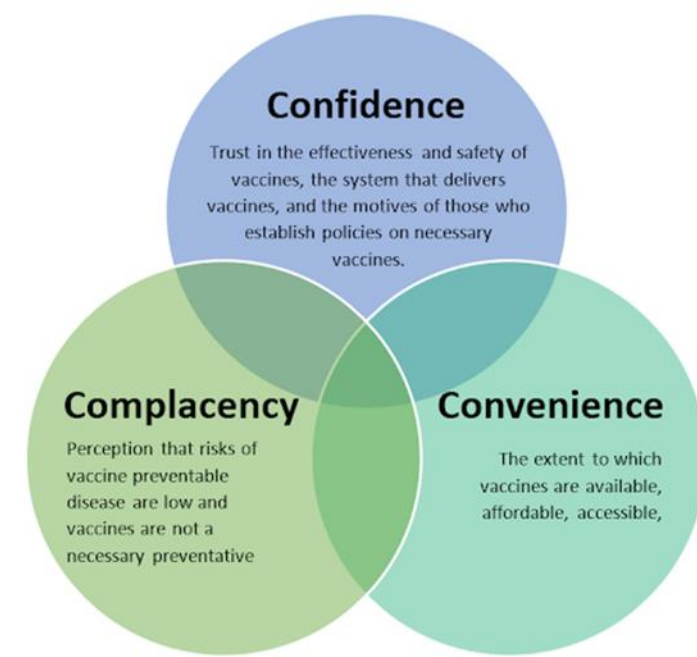 Confidence
Trust in the effectiveness and safety of
vaccines, the system that delivers
vaccines, and the motives of those who
establish policies on necessary
vaccines.
Complacency
Perception that risks of
vaccine preventable
disease are low and
vaccines are not a
necessary preventative
Convenience
The extent to which
vaccines are available,
affordable, accessible,